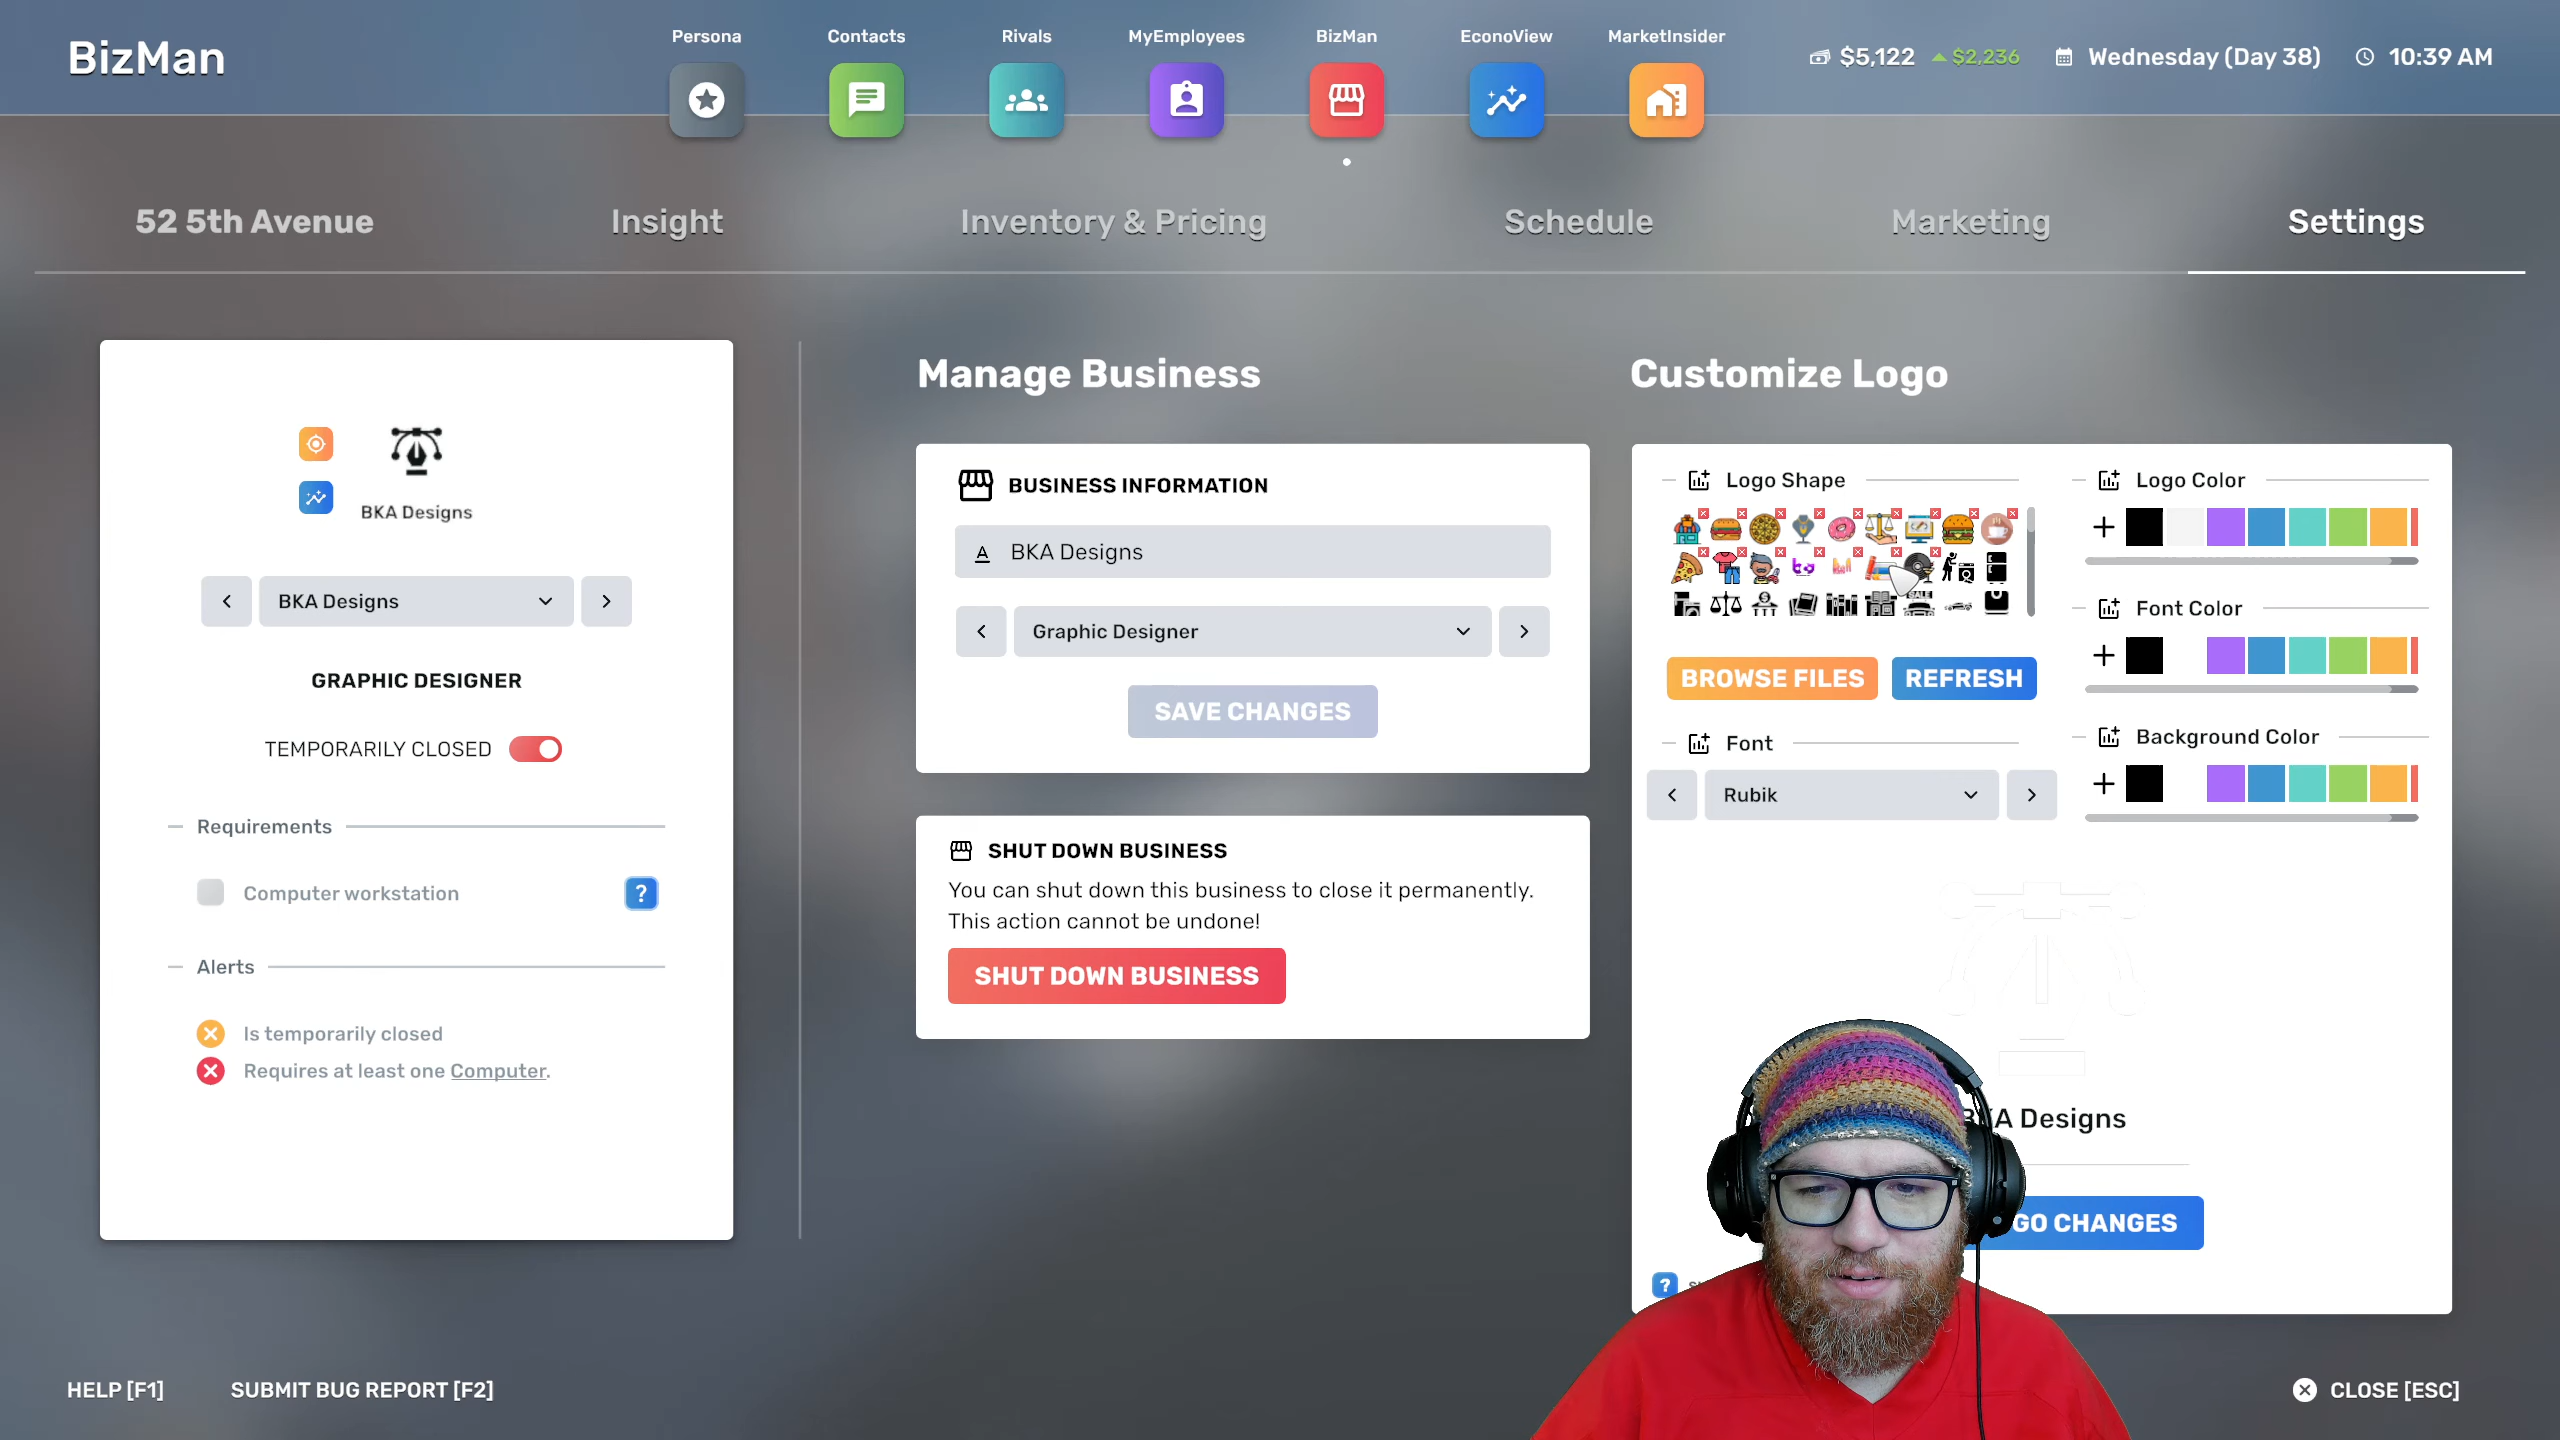 BizMan
Persona
Contacts
Rivals
MyEmployees
BizMan
EconoView
MarketInsider
$5,122
$2,236
Wednesday (Day 38)
10:39 AM
52 5th Avenue
Insight
Inventory & Pricing
Schedule
Marketing
Settings
BKA Designs
BKA Designs
GRAPHIC DESIGNER
TEMPORARILY CLOSED
Requirements
Computer workstation
?
Alerts
Is temporarily closed
Requires at least one Computer.
Manage Business
BUSINESS INFORMATION
A BKA Designs
Graphic Designer
SAVE CHANGES
SHUT DOWN BUSINESS
You can shut down this business to close it permanently.
This action cannot be undone!
SHUT DOWN BUSINESS
Customize Logo
Logo Shape
SALE
BROWSE FILES
REFRESH
Font
Rubik
Logo Color
Font Color
Background Color
A Designs
GO CHANGES
?
HELP [F1]
SUBMIT BUG REPORT [F2]
CLOSE [ESC]